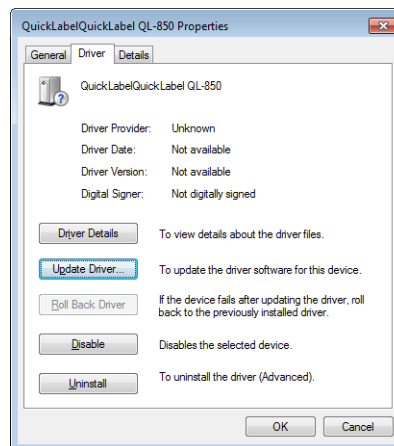 QuickLabelQuickLabel QL-850 Properties
General Driver Details
QuickLabelQuickLabel QL-850
Driver Provider: Unknown
Driver Date: Not available
Driver Version: Not available
Digital Signer: Not digitally signed
Driver Details To view details about the driver files.
Update Driver... To update the driver software for this device.
Roll Back Driver If the device fails after updating the driver, roll
back to the previously installed driver.
Disable Disables the selected device.
Uninstall To uninstall the driver (Advanced).
OK Cancel